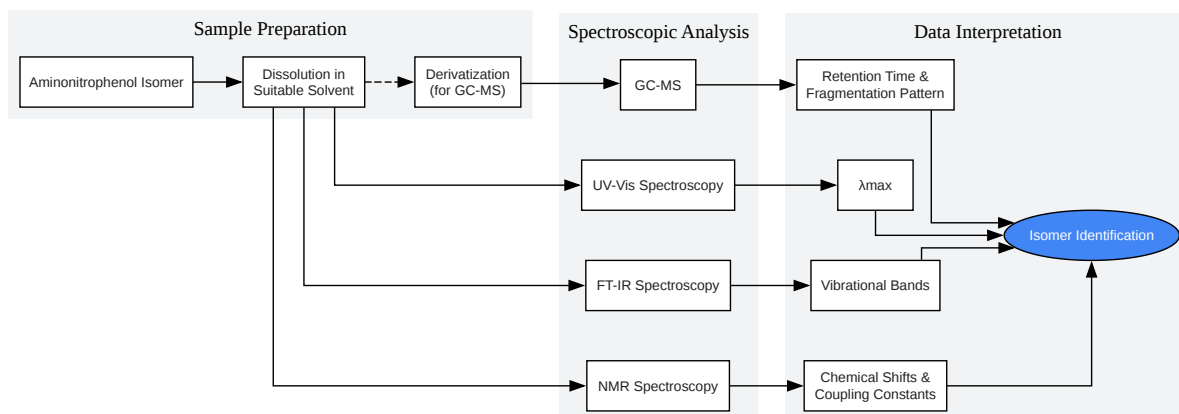 Sample Preparation
Spectroscopic Analysis
Data Interpretation
Aminonitrophenol Isomer
Dissolution in
Suitable Solvent
Derivatization
(for GC-MS)
GC-MS
Retention Time &
Fragmentation Pattern
UV-Vis Spectroscopy
λmax
Isomer Identification
FT-IR Spectroscopy
Vibrational Bands
NMR Spectroscopy
Chemical Shifts &
Coupling Constants